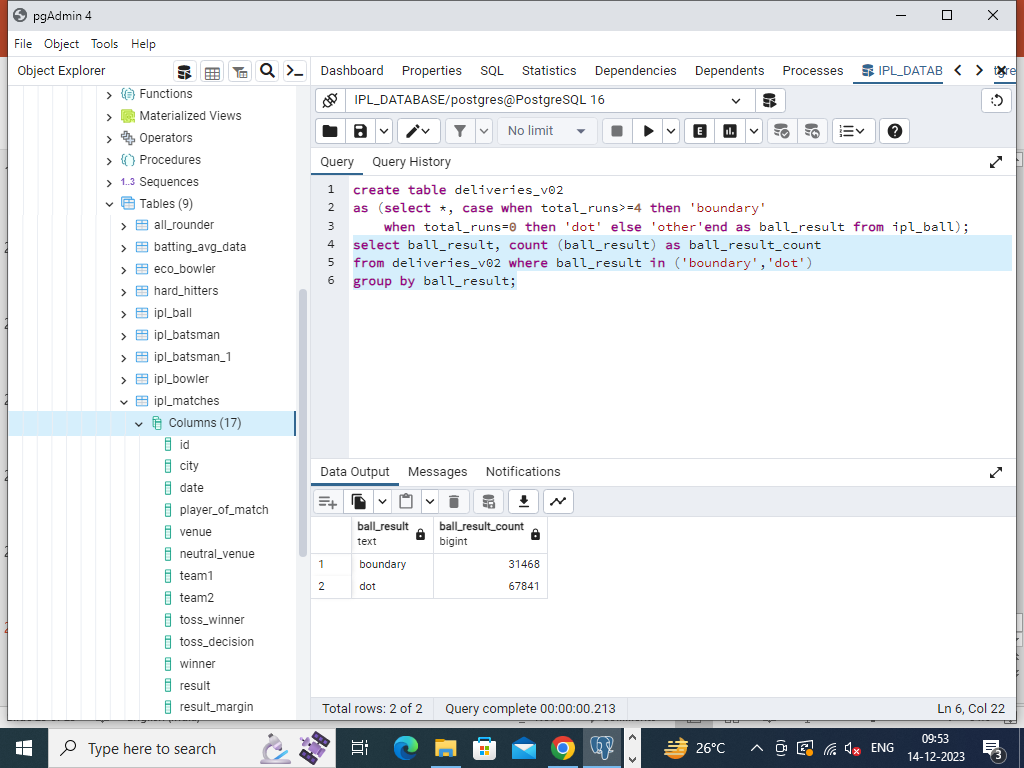 pgAdmin 4
File Object Tools Help
Object Explorer
Dashboard Properties SQL Statistics Dependencies Dependents Processes IPL_DATAB
Functions
Materialized Views
Operators
Procedures
1..3 Sequences
Tables (9)
all_rounder
batting_avg_data
eco_bowler
hard_hitters
ipl_ball
ipl_batsman
ipl_batsman_1
ipl_bowler
ipl_matches
Columns (17)
id
city
date
player_of_match
venue
neutral_venue
team1
team2
toss_winner
toss_decision
winner
result
result_margin
IPL_DATABASE/postgres@PostgreSQL 16
No limit
E
Query Query History
1 create table deliveries_v02
2 as (select *, case when total_runs>=4 then 'boundary'
3 when total_runs=0 then 'dot' else 'other'end as ball_result from ipl_ball);
4 select ball_result, count (ball_result) as ball_result_count
5 from deliveries_v02 where ball_result in ('boundary','dot')
6 group by ball_result;
Data Output Messages Notifications
ball_result ball_result_count
text bigint
1 boundary 31468
2 dot 67841
Total rows: 2 of 2 Query complete 00:00:00.213 Ln 6, Col 22
Type here to search
26°C
ENG
09:53
14-12-2023
3